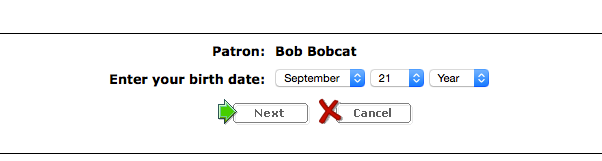 Patron: Bob Bobcat
Enter your birth date: September 21 Year
Next Cancel